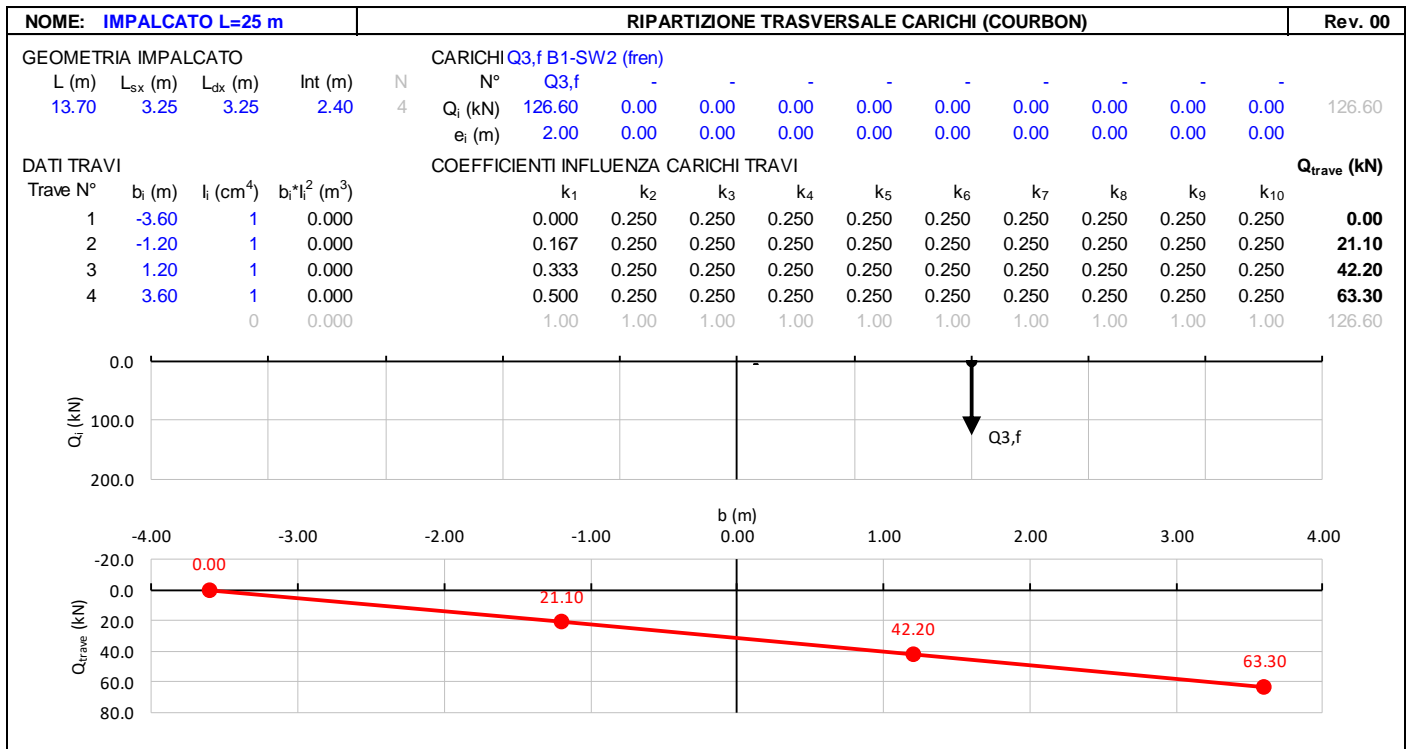 NOME: IMPALCATO L=25 m RIPARTIZIONE TRASVERSALE CARICHI (COURBON) Rev. 00
GEOMETRIA IMPALCATO CARICHI Q3,f B1-SW2 (fren)
L (m) Lsx (m) Ldx (m) Int (m) N N° Q3,f - - - - - - - - -
13.70 3.25 3.25 2.40 4 Qi (kN) 126.60 0.00 0.00 0.00 0.00 0.00 0.00 0.00 0.00 0.00 126.60
ei (m) 2.00 0.00 0.00 0.00 0.00 0.00 0.00 0.00 0.00 0.00
DATI TRAVI COEFFICIENTI INFLUENZA CARICHI TRAVI Qtrave (kN)
Trave N° bi (m) Ii (cm4) bi*Ii2 (m3) k1 k2 k3 k4 k5 k6 k7 k8 k9 k10
1 -3.60 1 0.000 0.000 0.250 0.250 0.250 0.250 0.250 0.250 0.250 0.250 0.250 0.00
2 -1.20 1 0.000 0.167 0.250 0.250 0.250 0.250 0.250 0.250 0.250 0.250 0.250 21.10
3 1.20 1 0.000 0.333 0.250 0.250 0.250 0.250 0.250 0.250 0.250 0.250 0.250 42.20
4 3.60 1 0.000 0.500 0.250 0.250 0.250 0.250 0.250 0.250 0.250 0.250 0.250 63.30
0 0.000 1.00 1.00 1.00 1.00 1.00 1.00 1.00 1.00 1.00 1.00 126.60
0.0
Qi (kN)
100.0
Q3,f
200.0
b (m)
-4.00 -3.00 -2.00 -1.00 0.00 1.00 2.00 3.00 4.00
-20.0
0.00
0.0
21.10
Qtrave (kN)
20.0
42.20
40.0
63.30
60.0
80.0